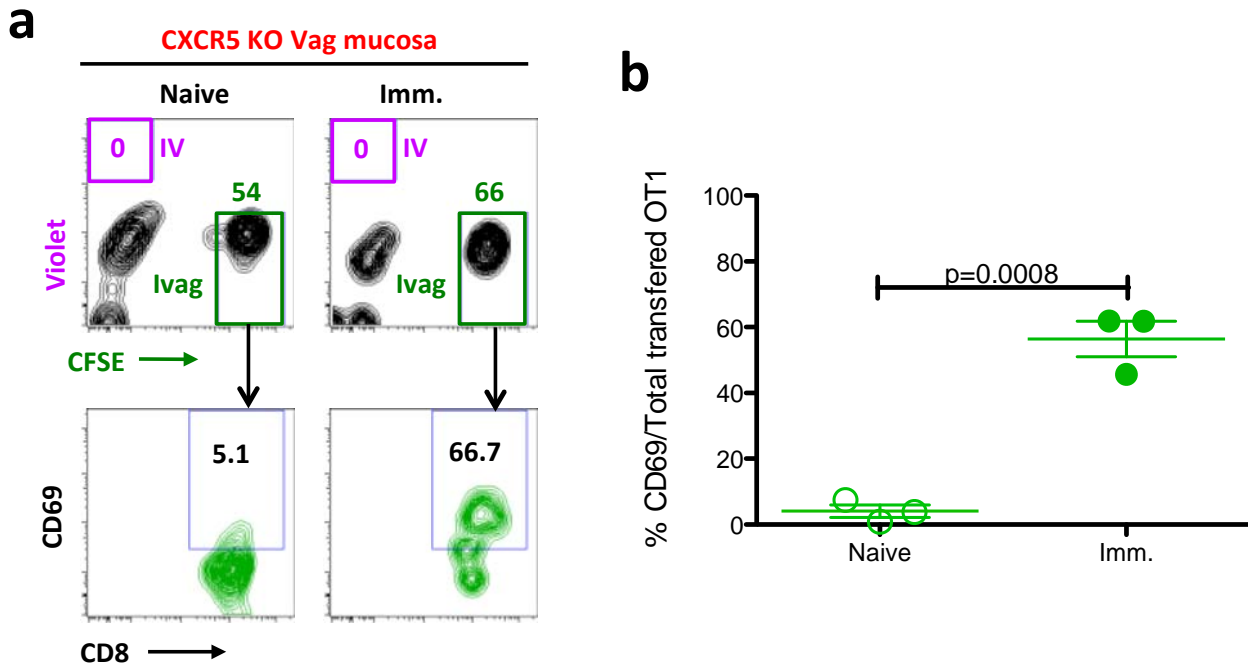 a
CXCR5 KO Vag mucosa
Naive
Imm.
0
IV
0
IV
54
66
Violet
Ivag
Ivag
CFSE
5.1
66.7
CD69
CD8
b
% CD69/Total transfered OT1
100
80
60
40
20
0
p=0.0008
Naive
Imm.